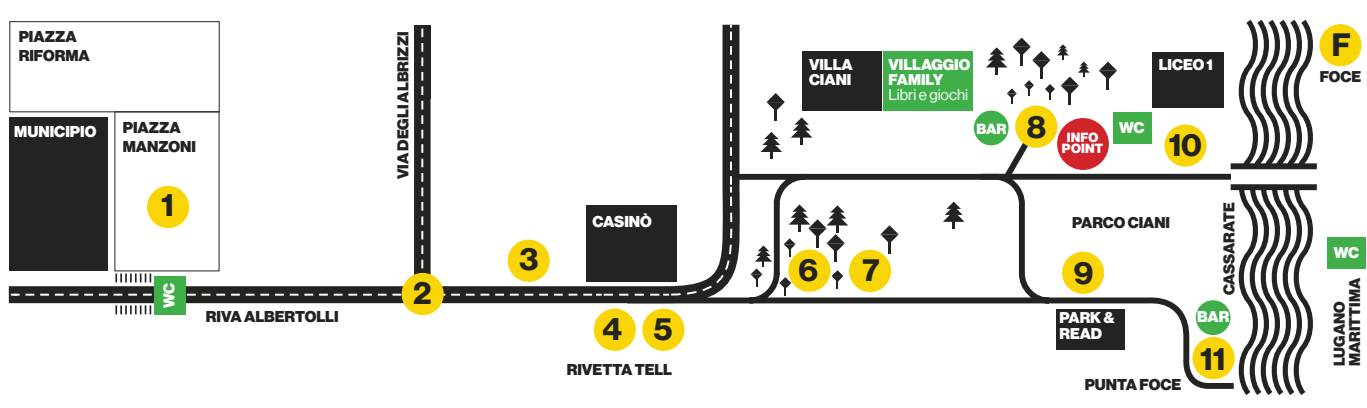 PIAZZA
RIFORMA
MUNICIPIO
PIAZZA
MANZONI
1
WC
RIVA ALBERTOLLI
VIA DEGLI ALBRIZZI
2
3
CASINÒ
4
5
RIVETTA TELL
VILLA
CIANI
VILLAGGIO
FAMILY
Libri e giochi
BAR
8
INFO
POINT
WC
LICEO 1
10
F
FOCE
6
7
PARCO CIANI
9
PARK &
READ
CASSARATE
BAR
11
PUNTA FOCE
WC
LUGANO
MARITTIMA